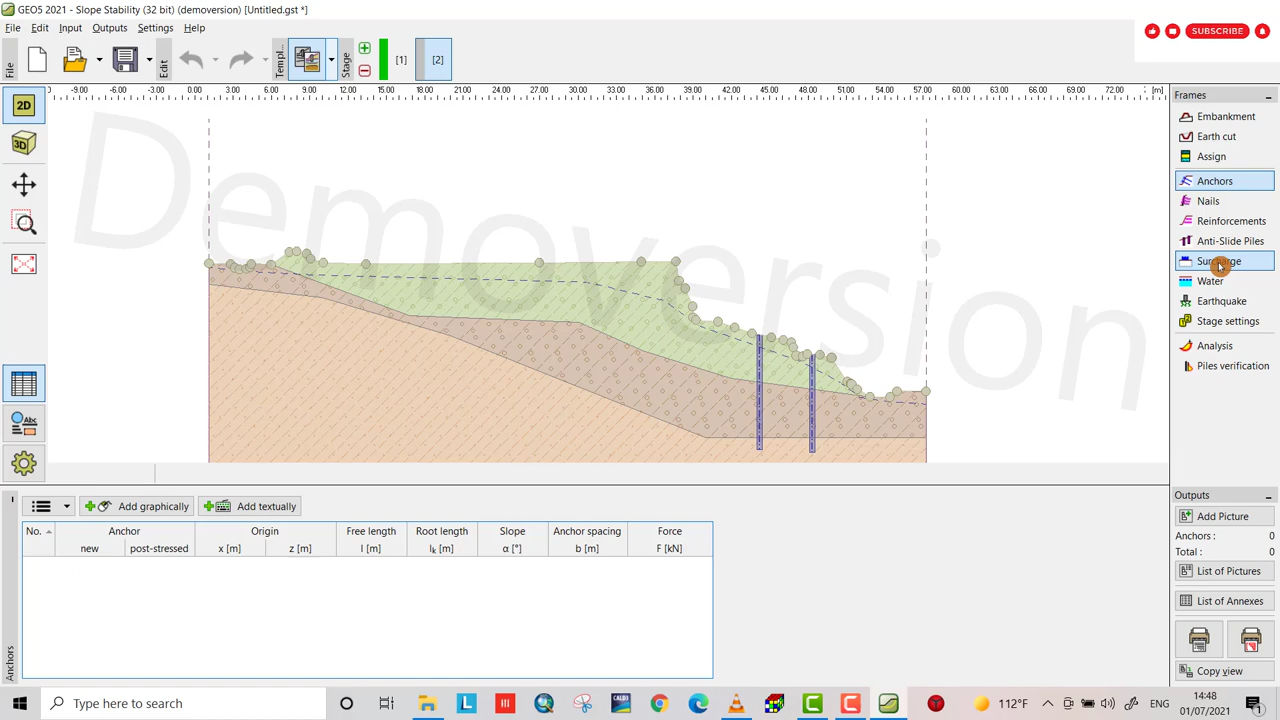 GEO5 2021 - Slope Stability (32 bit) (demoversion) [Untitled.gst *]
File Edit Input Outputs Settings Help
SUBSCRIBE
File Edit Templ... Stage [1] [2]
-9.00 -6.00 -3.00 0.00 3.00 6.00 9.00 12.00 15.00 18.00 21.00 24.00 27.00 30.00 33.00 36.00 39.00 42.00 45.00 48.00 51.00 54.00 57.00 60.00 63.00 66.00 69.00 72.00 [m]
2D
3D
Demoversion
Frames
Embankment
Earth cut
Assign
Anchors
Nails
Reinforcements
Anti-Slide Piles
Surcharge
Water
Earthquake
Stage settings
Analysis
Piles verification
Add graphically Add textually
No. Anchor Origin Free length Root length Slope Anchor spacing Force
new post-stressed x [m] z [m] l [m] lk [m] α [°] b [m] F [kN]
Anchors
Outputs
Add Picture
Anchors : 0
Total : 0
List of Pictures
List of Annexes
Copy view
Type here to search
112°F
ENG
14:48
01/07/2021